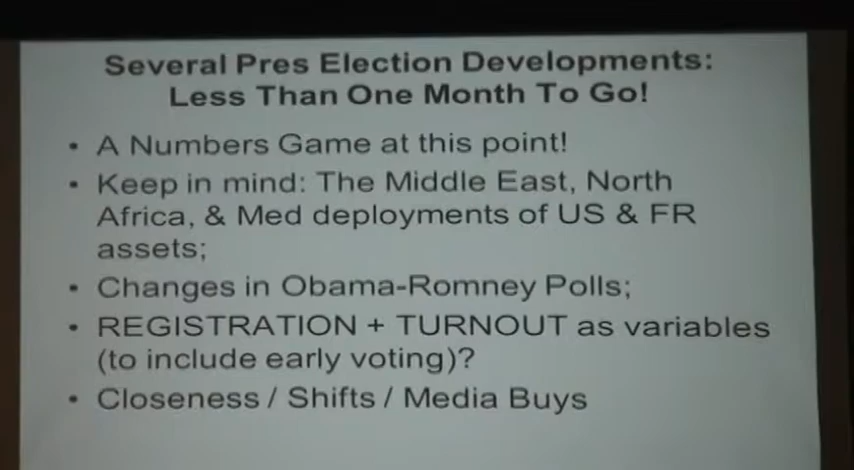 Several Pres Election Developments:
Less Than One Month To Go!
• A Numbers Game at this point!
• Keep in mind: The Middle East, North
Africa, & Med deployments of US & FR
assets;
• Changes in Obama-Romney Polls;
• REGISTRATION + TURNOUT as variables
(to include early voting)?
• Closeness / Shifts / Media Buys